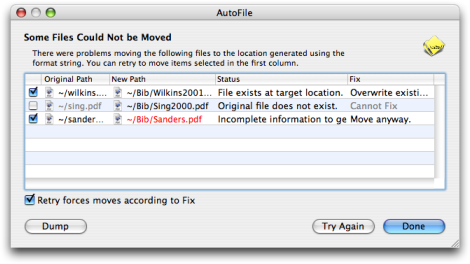 AutoFile
Some Files Could Not be Moved
There were problems moving the following files to the location generated using the
format string. You can retry to move items selected in the first column.
Original Path New Path Status Fix
~/wilkins.... ~/Bib/Wilkins2001... File exists at target location. Overwrite existi...
~/sing.pdf ~/Bib/Sing2000.pdf Original file does not exist. Cannot Fix
~/sander... ~/Bib/Sanders.pdf Incomplete information to ge Move anyway.
Retry forces moves according to Fix
Dump Try Again Done